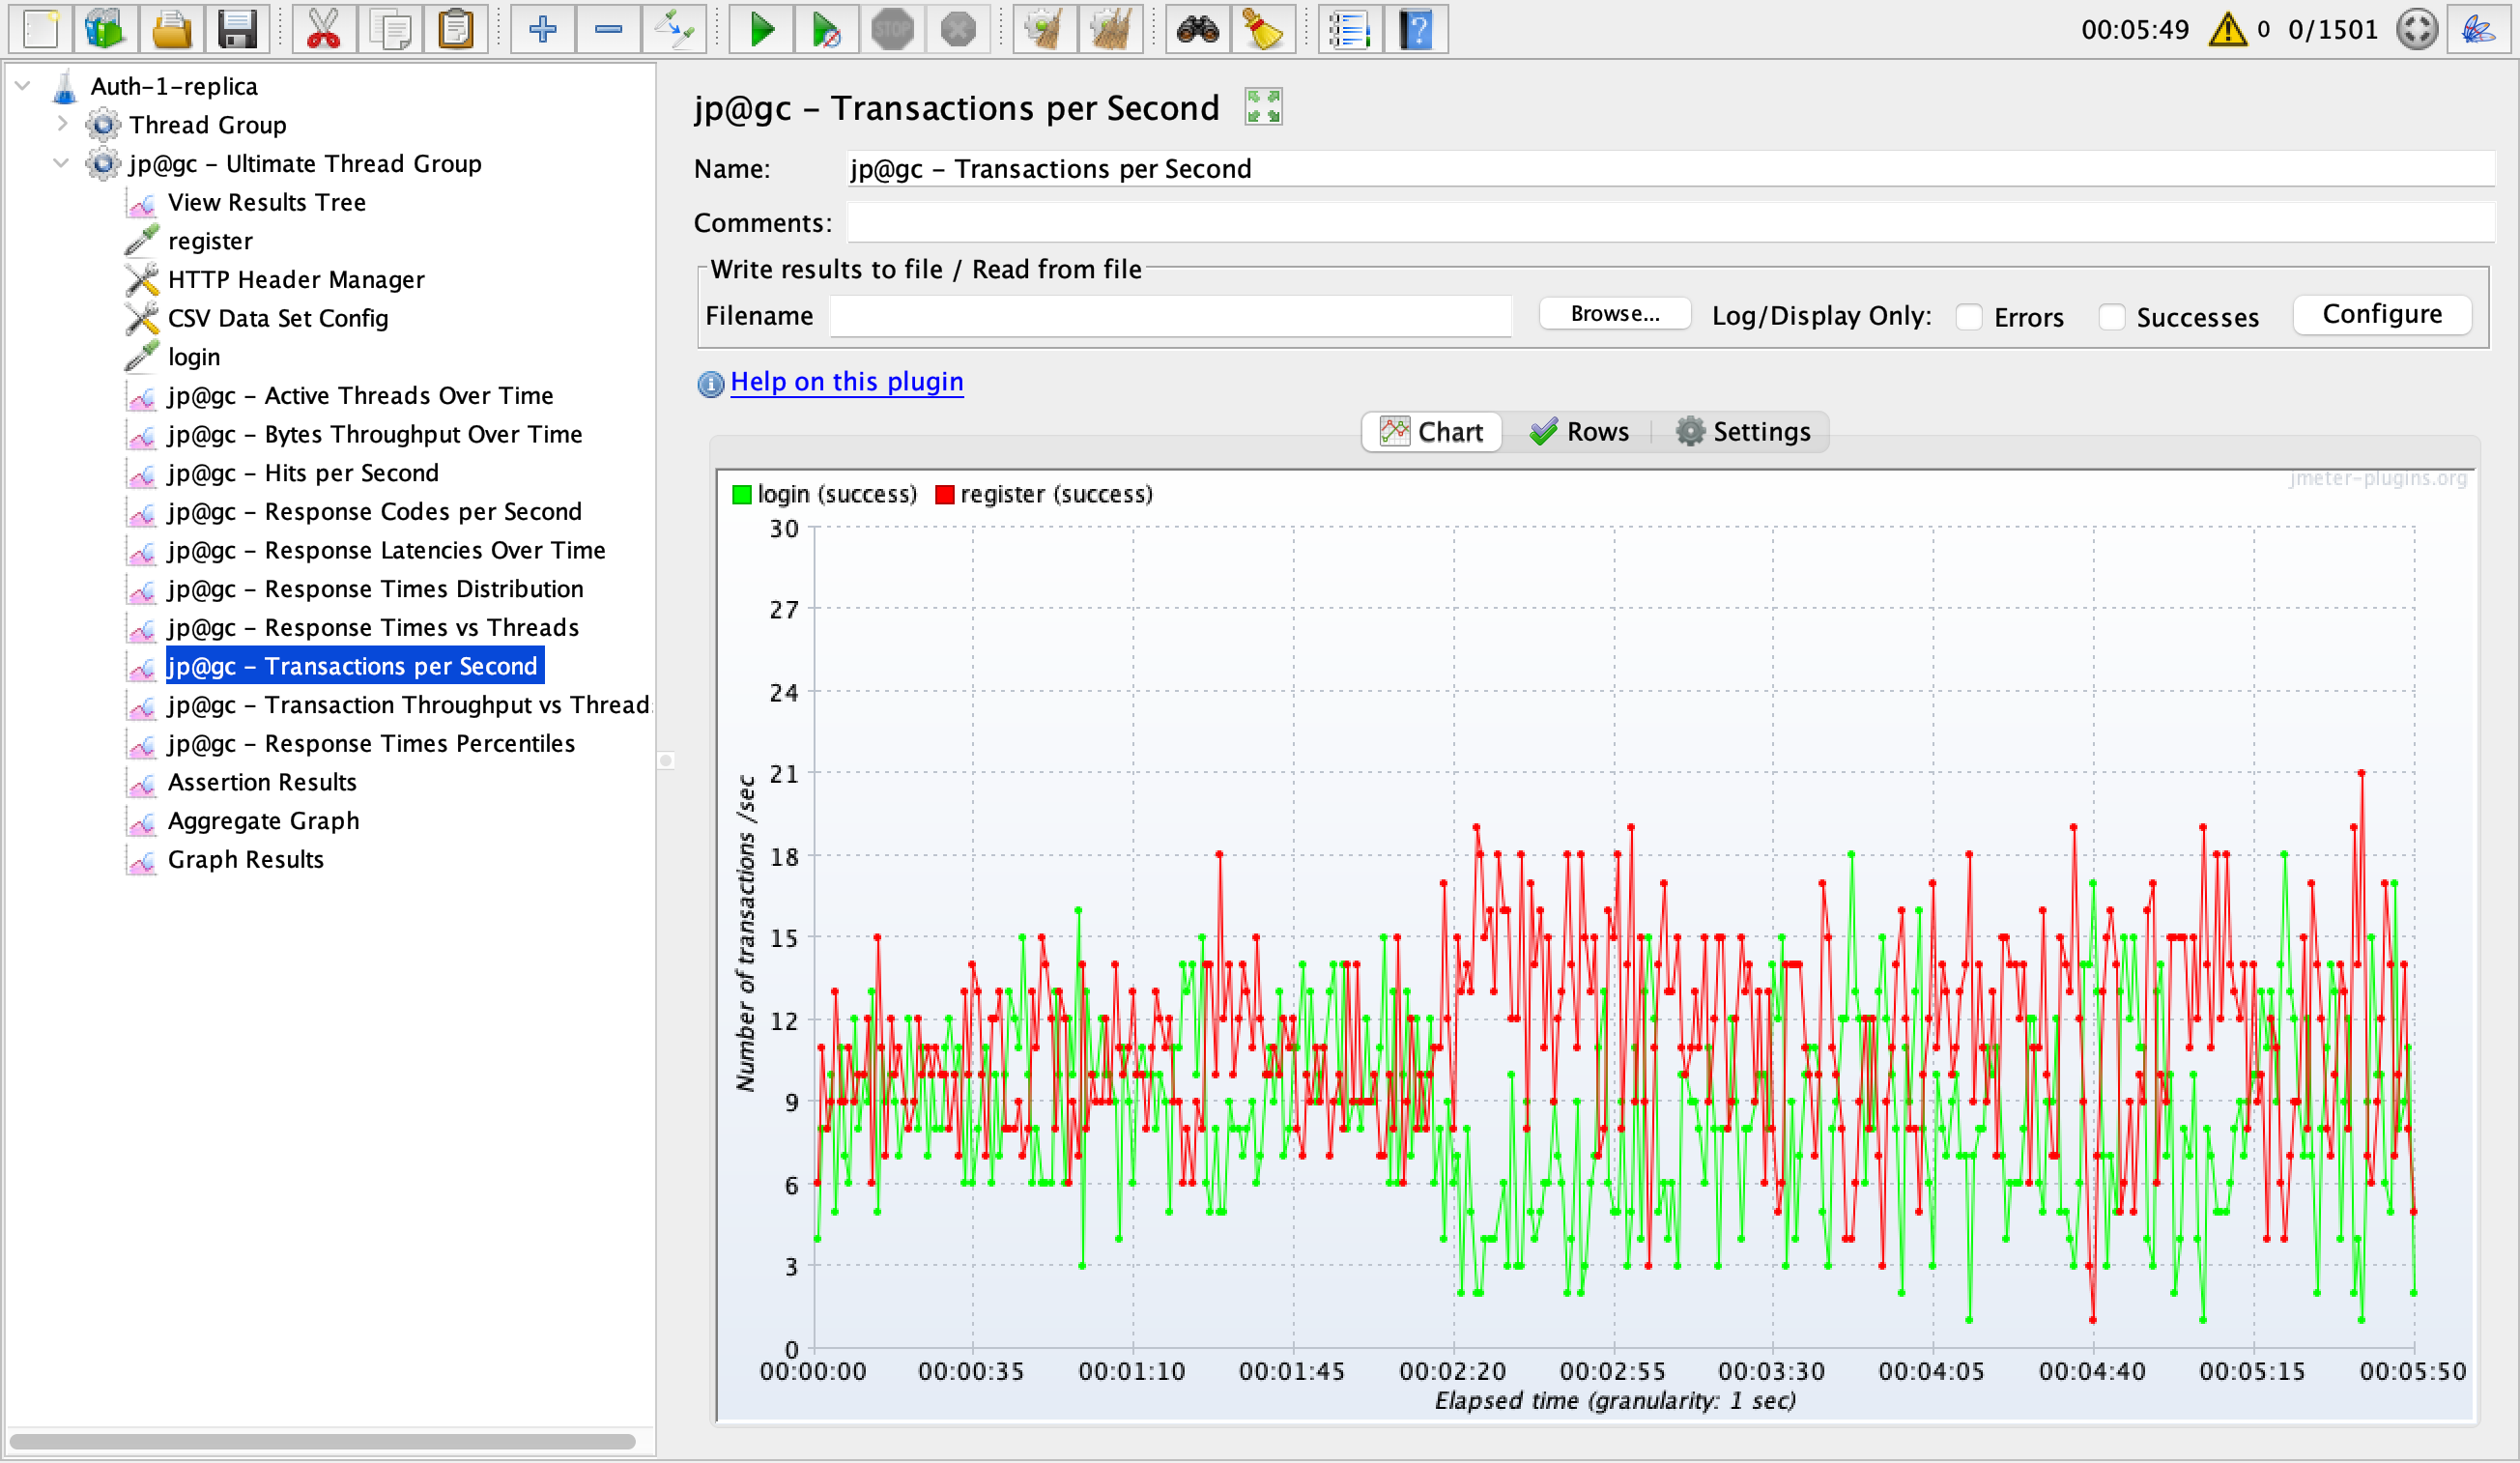 STOP
00:05:49 0 0/1501
Auth-1-replica
Thread Group
jp@gc - Ultimate Thread Group
View Results Tree
register
HTTP Header Manager
CSV Data Set Config
login
jp@gc - Active Threads Over Time
jp@gc - Bytes Throughput Over Time
jp@gc - Hits per Second
jp@gc - Response Codes per Second
jp@gc - Response Latencies Over Time
jp@gc - Response Times Distribution
jp@gc - Response Times vs Threads
jp@gc - Transactions per Second
jp@gc - Transaction Throughput vs Thread
jp@gc - Response Times Percentiles
Assertion Results
Aggregate Graph
Graph Results
jp@gc - Transactions per Second
Name: jp@gc - Transactions per Second
Comments:
Write results to file / Read from file
Filename Browse... Log/Display Only: Errors Successes Configure
Help on this plugin
Chart Rows Settings
jmeter-plugins.org
login (success) register (success)
30
27
24
21
18
15
12
9
6
3
0
Number of transactions /sec
00:00:00 00:00:35 00:01:10 00:01:45 00:02:20 00:02:55 00:03:30 00:04:05 00:04:40 00:05:15 00:05:50
Elapsed time (granularity: 1 sec)